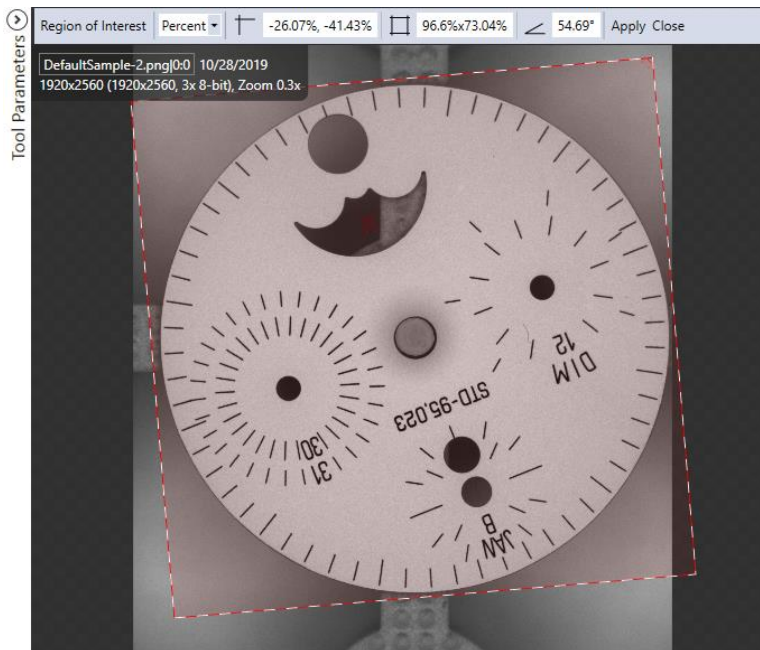 Region of Interest Percent -26.07%, -41.43% 96.6%x73.04% 54.69° Apply Close
Tool Parameters
DefaultSample-2.png|0:0 10/28/2019
1920x2560 (1920x2560, 3x 8-bit), Zoom 0.3x
DIM
12
STD-95.023
30
31
B
JAN